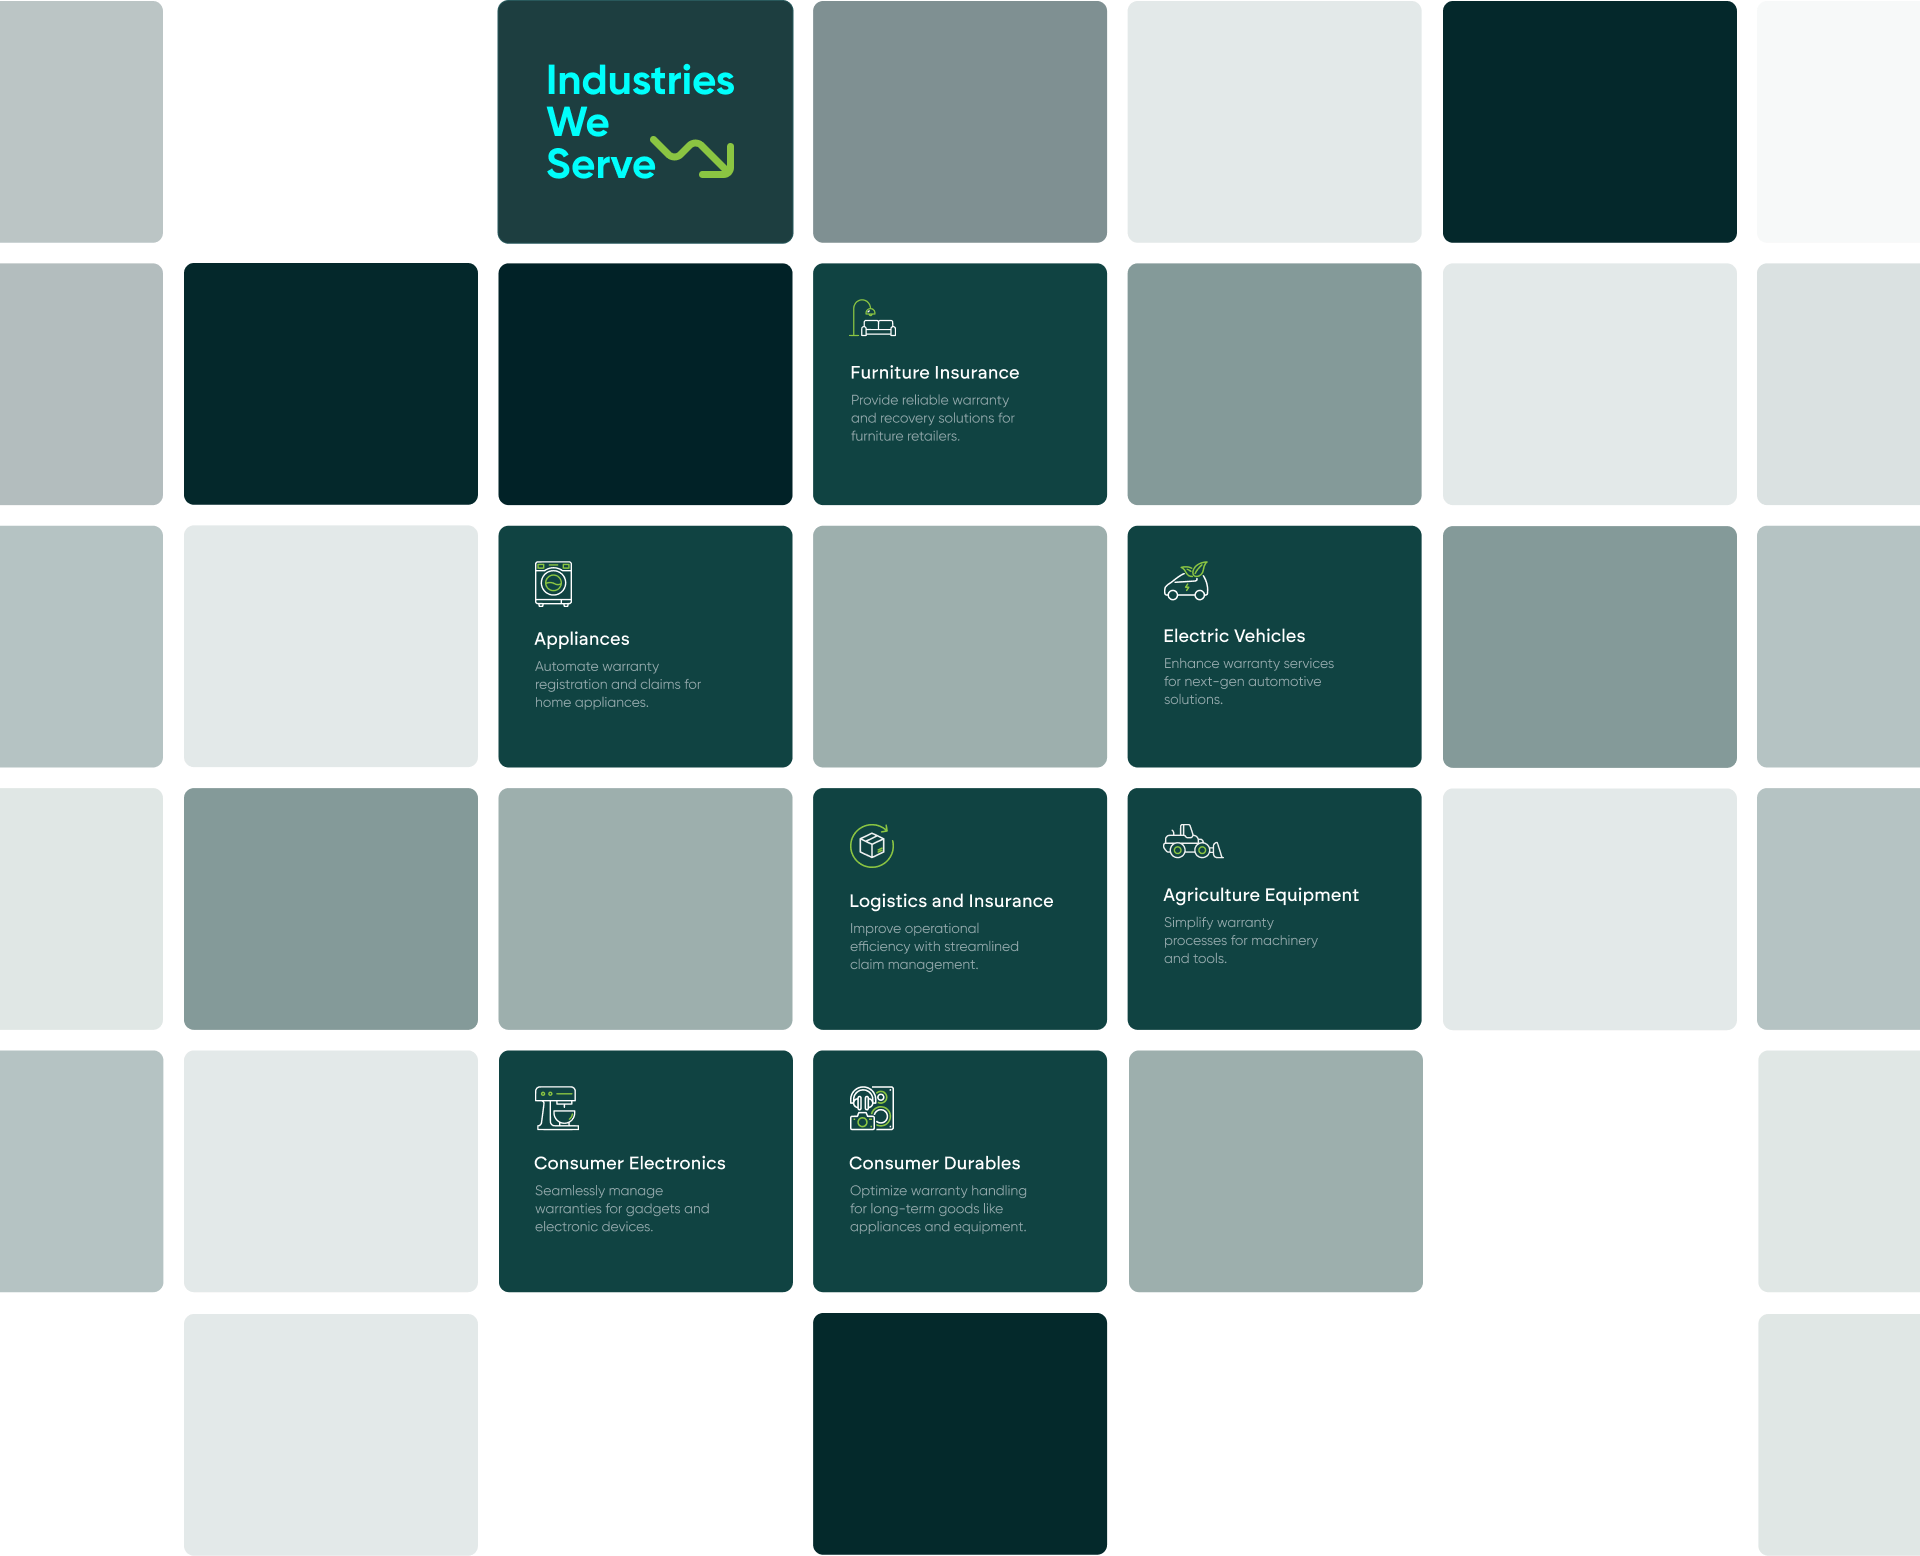 Industries
We
Serve
Furniture Insurance
Provide reliable warranty
and recovery solutions for
furniture retailers.
Appliances
Automate warranty
registration and claims for
home appliances.
Electric Vehicles
Enhance warranty services
for next-gen automotive
solutions.
Logistics and Insurance
Improve operational
efficiency with streamlined
claim management.
Agriculture Equipment
Simplify warranty
processes for machinery
and tools.
Consumer Electronics
Seamlessly manage
warranties for gadgets and
electronic devices.
Consumer Durables
Optimize warranty handling
for long-term goods like
appliances and equipment.